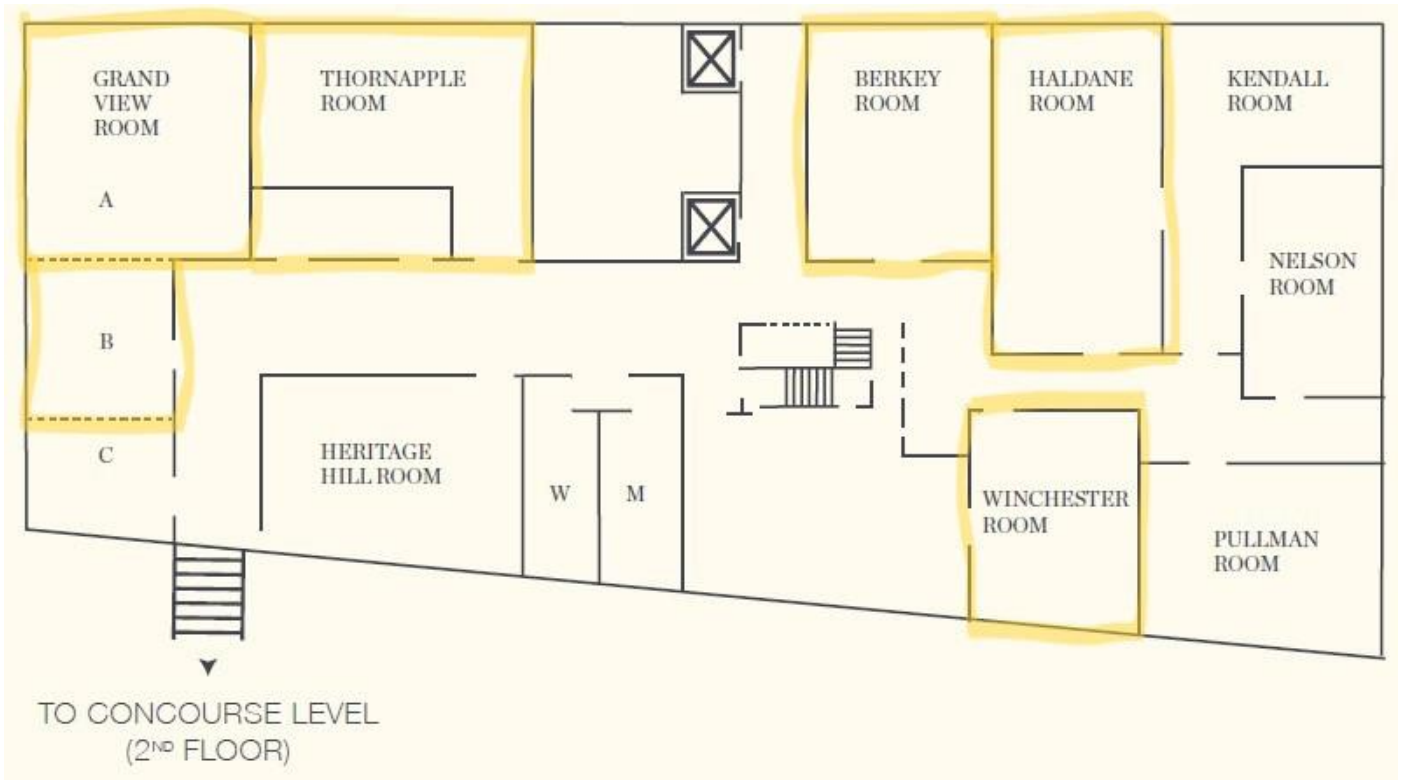 GRAND
VIEW
ROOM
A
THORNAPPLE
ROOM
BERKEY
ROOM
HALDANE
ROOM
KENDALL
ROOM
NELSON
ROOM
B
C
HERITAGE
HILL ROOM
W
M
WINCHESTER
ROOM
PULLMAN
ROOM
TO CONCOURSE LEVEL
(2ND FLOOR)